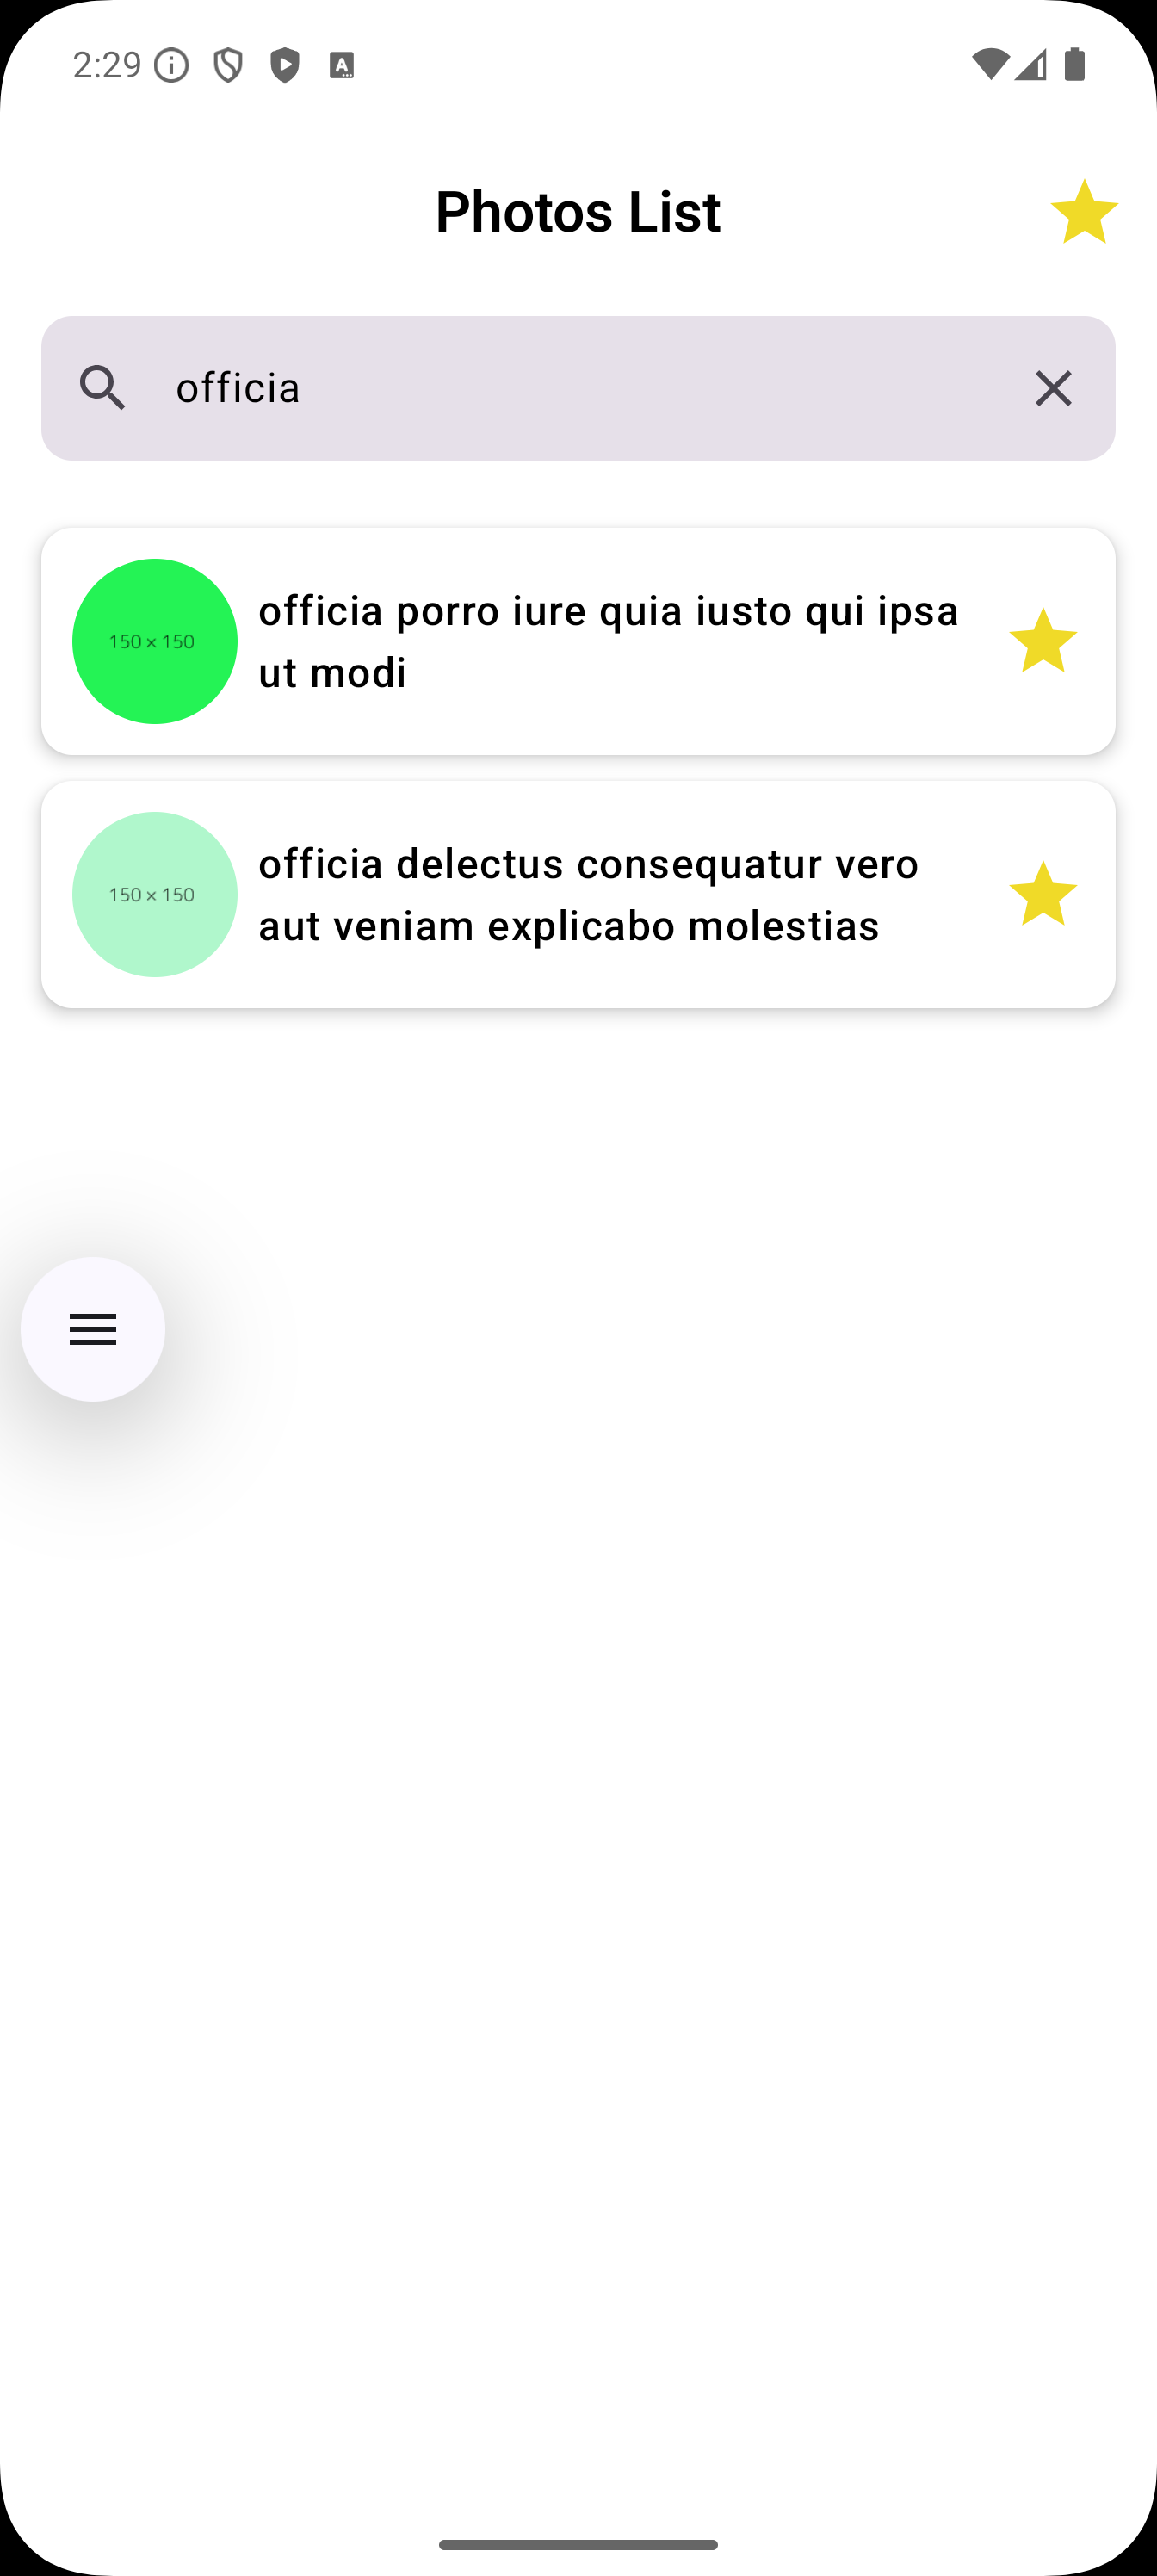 2:29
Photos List
officia
150 × 150
officia porro iure quia iusto qui ipsa
ut modi
150 × 150
officia delectus consequatur vero
aut veniam explicabo molestias